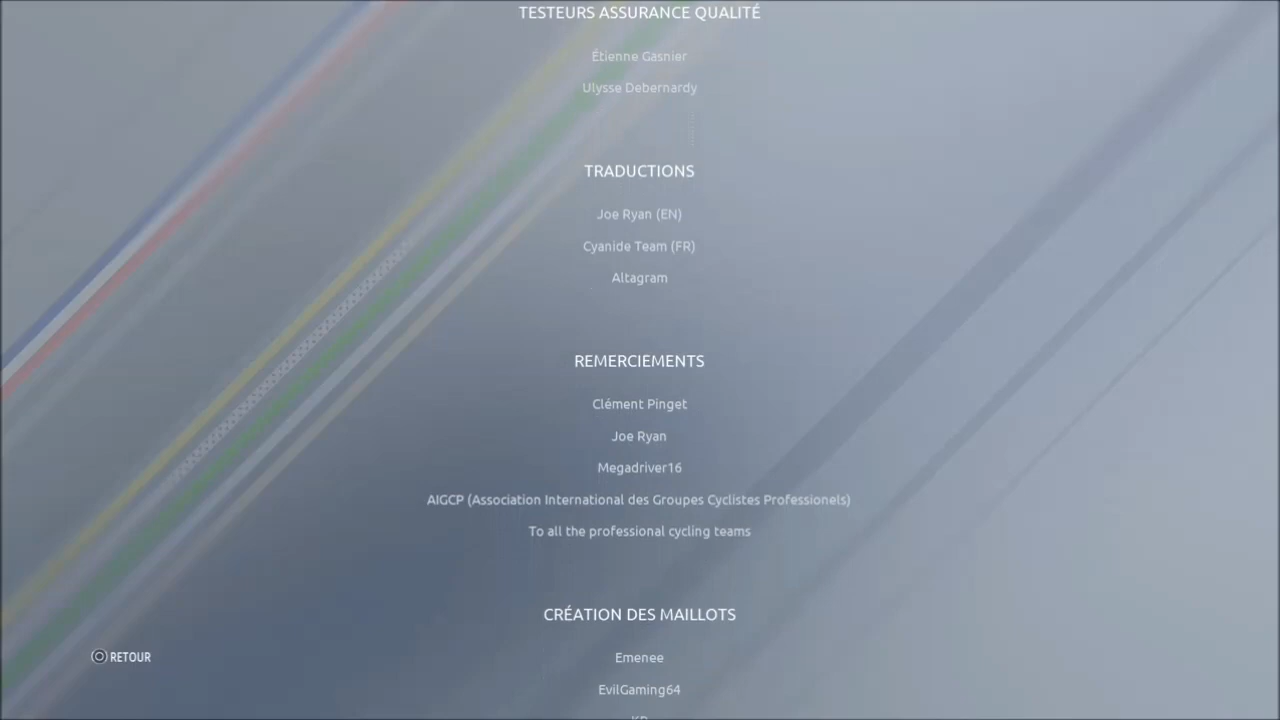 TESTEURS ASSURANCE QUALITÉ
Étienne Gasnier
Ulysse Debernardy
TRADUCTIONS
Joe Ryan (EN)
Cyanide Team (FR)
Altagram
REMERCIEMENTS
Clément Pinget
Joe Ryan
Megadriver16
AIGCP (Association International des Groupes Cyclistes Professionels)
To all the professional cycling teams
CRÉATION DES MAILLOTS
Emenee
RETOUR
EvilGaming64